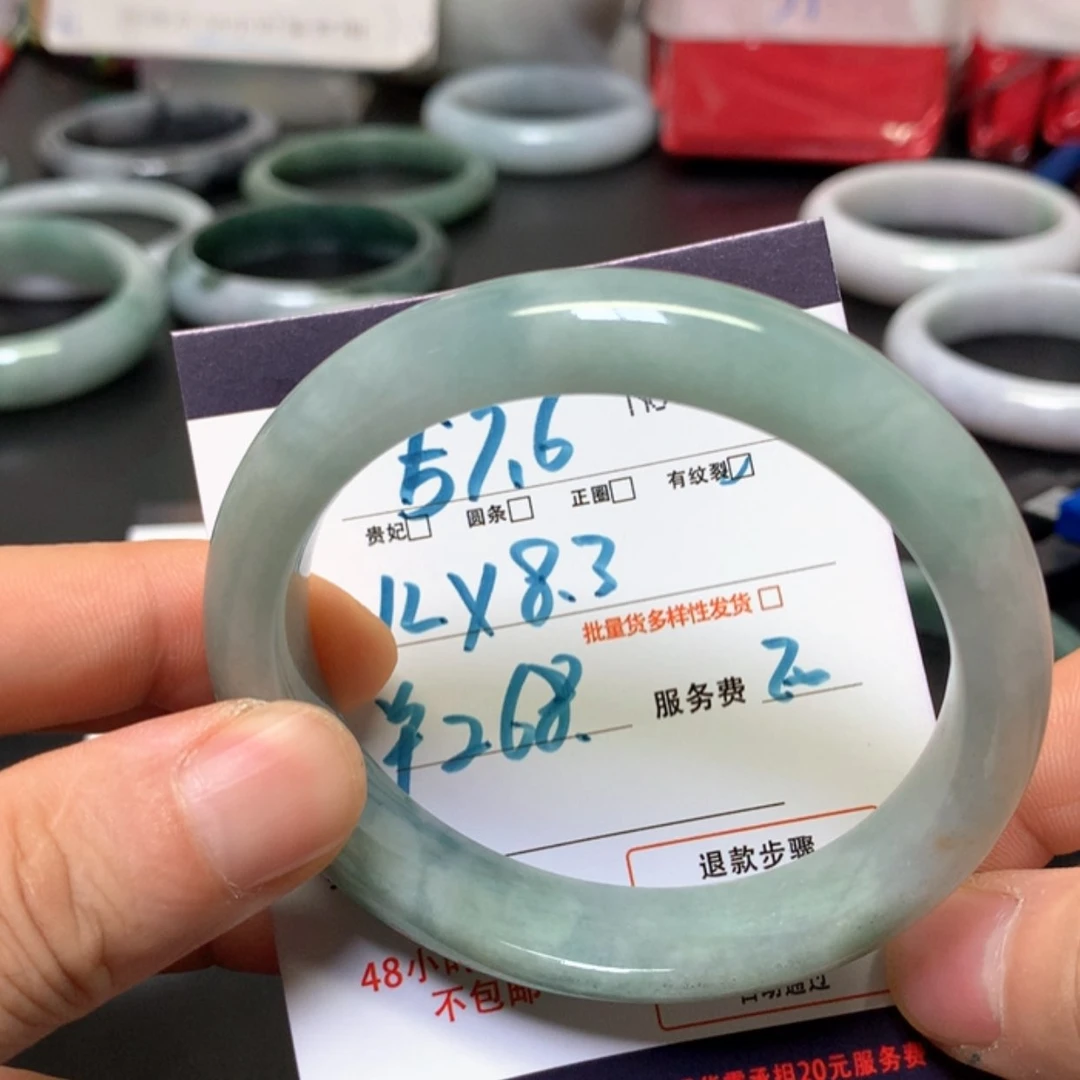 57.6 No
贵妃□ 圆条□ 正圈□ 有纹裂☑
12X8.3
批量货多样性发货□
¥268. 服务费
退款步骤
48小时
不包邮
自动通过
承担20元服务费